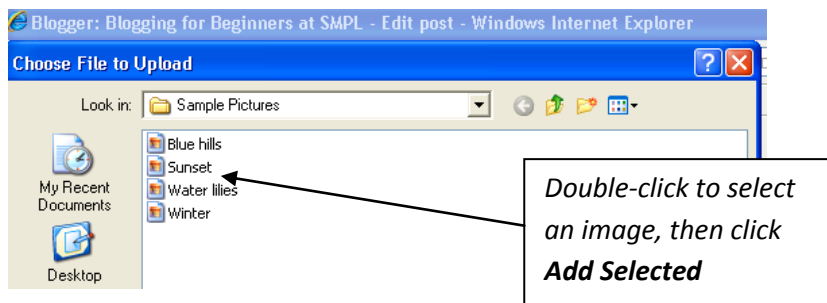 Blogger: Blogging for Beginners at SMPL - Edit post - Windows Internet Explorer
Choose File to Upload
Look in: Sample Pictures
Blue hills
Sunset
Water lilies
Winter
My Recent
Documents
Desktop
Double-click to select
an image, then click
Add Selected